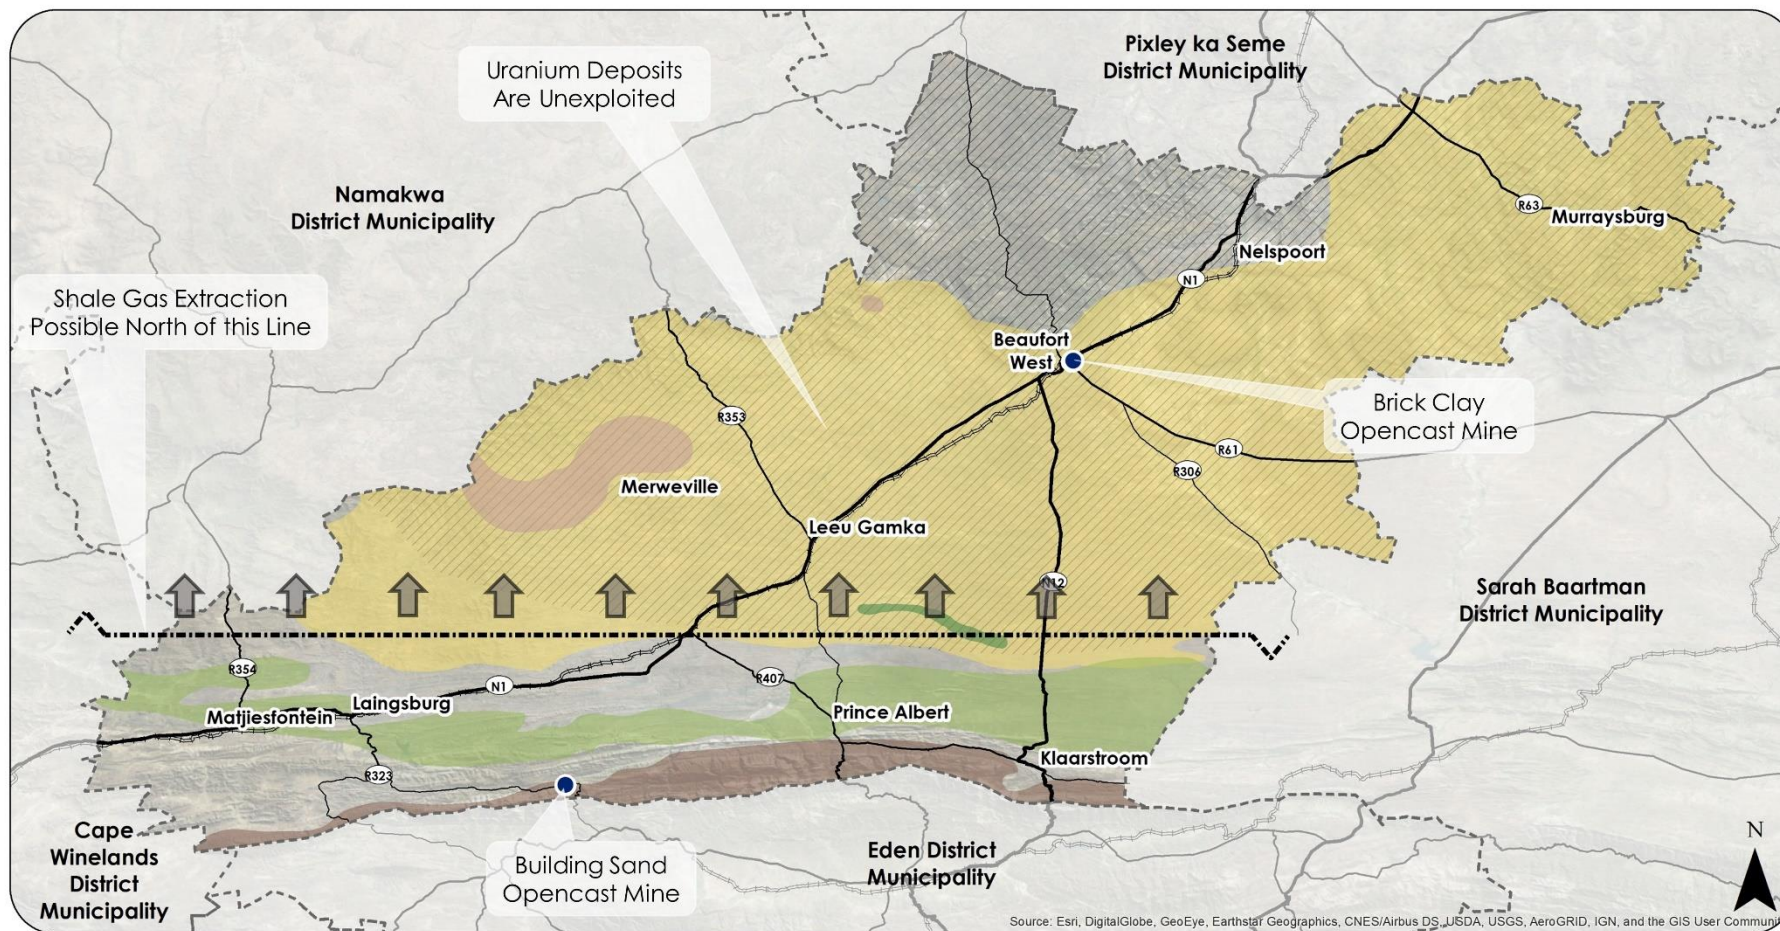 Pixley ka Seme
District Municipality
Uranium Deposits
Are Unexploited
Namakwa
District Municipality
R63
Murraysburg
Nelspoort
N1
Shale Gas Extraction
Possible North of this Line
Beaufort
West
R353
Brick Clay
Opencast Mine
R61
R306
Merweville
Leeu Gamka
N12
Sarah Baartman
District Municipality
R354
N1
R407
Laingsburg
Matjiesfontein
Prince Albert
Klaarstroom
R323
Cape
Winelands
District
Municipality
Building Sand
Opencast Mine
Eden District
Municipality
N
Source: Esri, DigitalGlobe, GeoEye, Earthstar Geographics, CNES/Airbus DS, USDA, USGS, AeroGRID, IGN, and the GIS User Communit